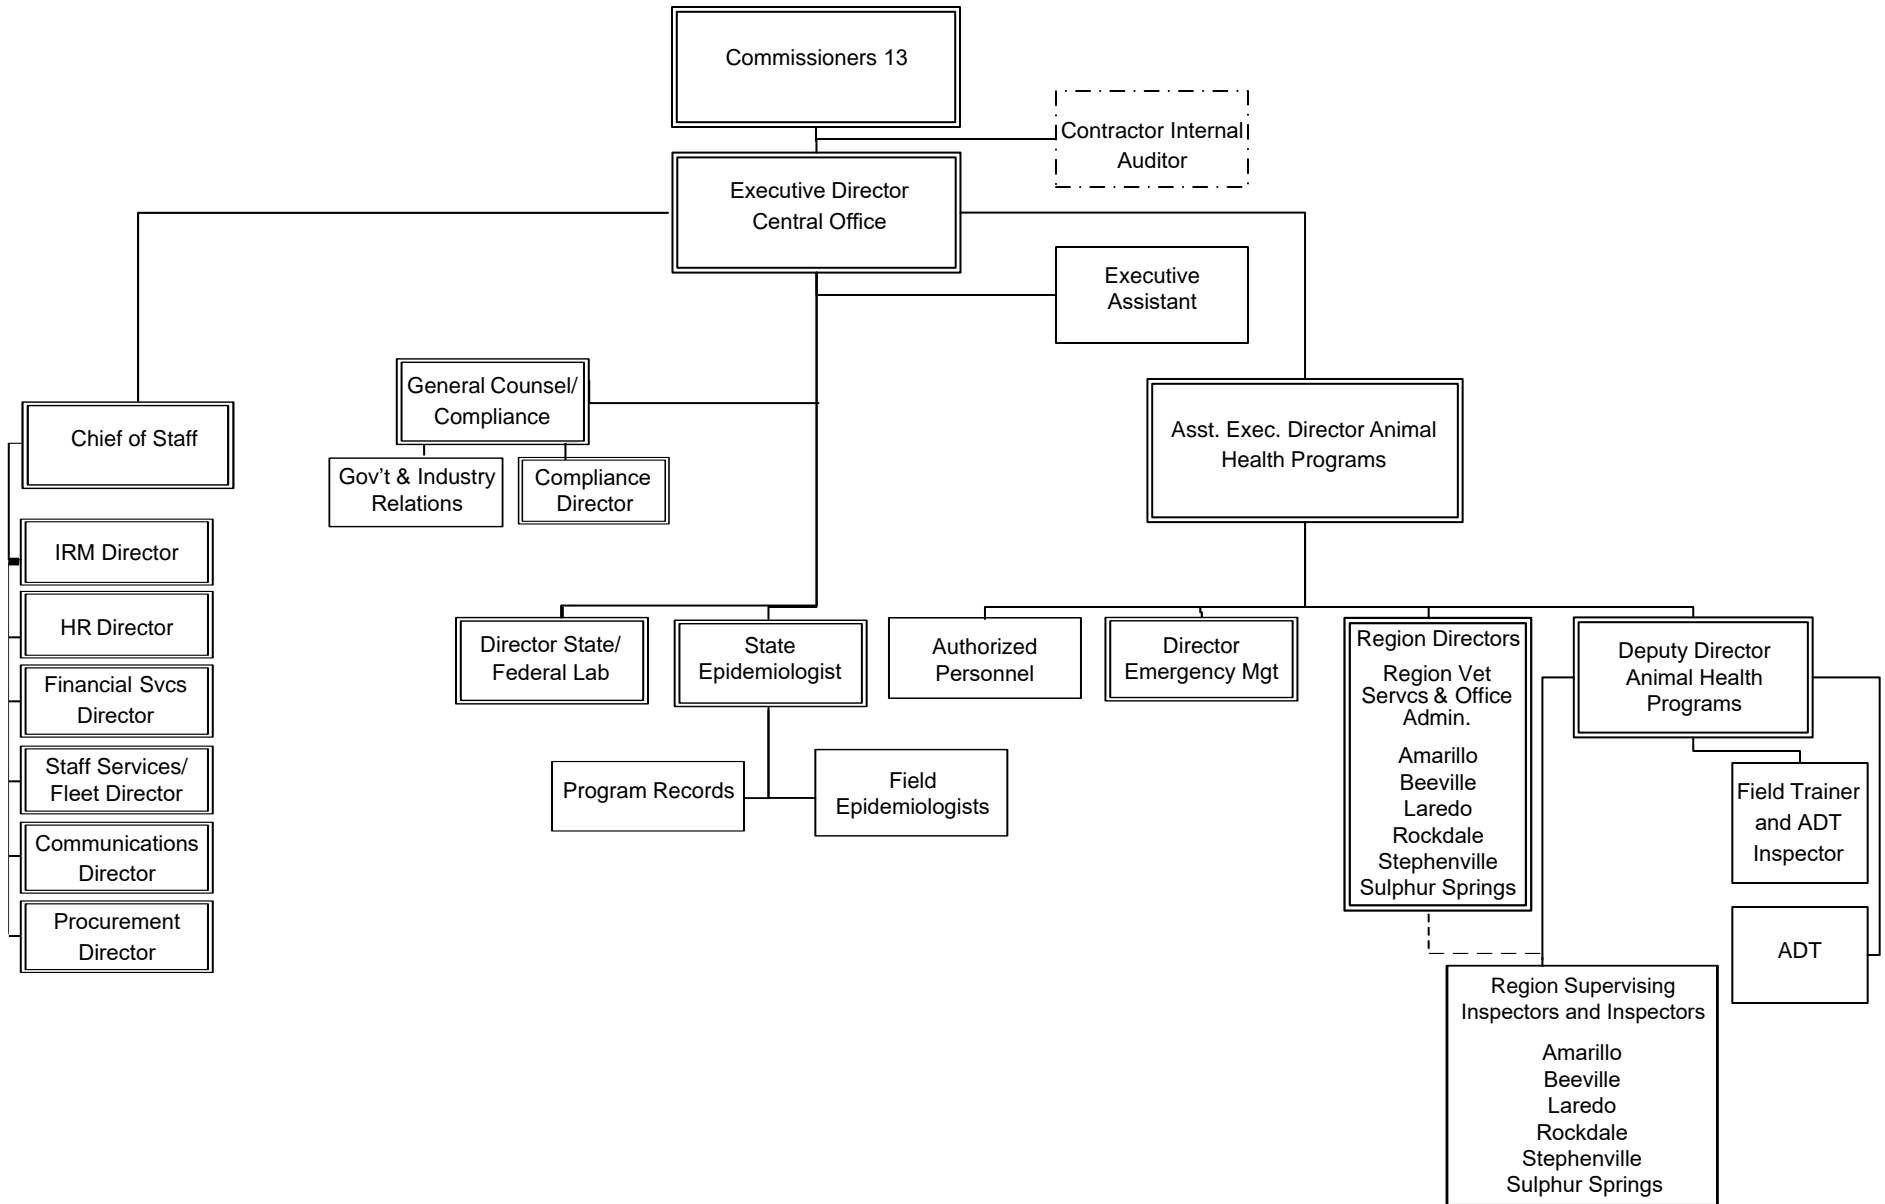 Commissioners 13
Contractor Internal
Auditor
Executive Director
Central Office
Executive
Assistant
General Counsel/
Compliance
Gov’t & Industry
Relations
Compliance
Director
Chief of Staff
IRM Director
HR Director
Financial Svcs
Director
Staff Services/
Fleet Director
Communications
Director
Procurement
Director
Asst. Exec. Director Animal
Health Programs
Director State/
Federal Lab
State
Epidemiologist
Program Records
Field
Epidemiologists
Authorized
Personnel
Director
Emergency Mgt
Region Directors
Region Vet
Servcs & Office
Admin.
Amarillo
Beeville
Laredo
Rockdale
Stephenville
Sulphur Springs
Deputy Director
Animal Health
Programs
Field Trainer
and ADT
Inspector
ADT
Region Supervising
Inspectors and Inspectors
Amarillo
Beeville
Laredo
Rockdale
Stephenville
Sulphur Springs